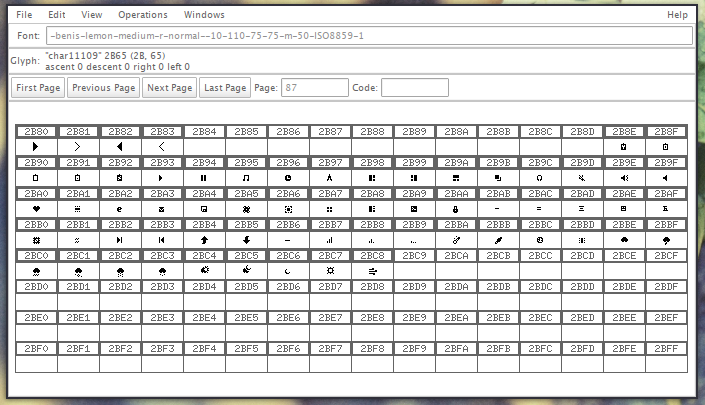 File Edit View Operations Windows Help
Font: -benis-lemon-medium-r-normal--10-110-75-75-m-50-ISO8859-1
Glyph: "char11109" 2B65 (2B, 65)
ascent 0 descent 0 right 0 left 0
First Page Previous Page Next Page Last Page Page: 87 Code:
2B80 2B81 2B82 2B83 2B84 2B85 2B86 2B87 2B88 2B89 2B8A 2B8B 2B8C 2B8D 2B8E 2B8F
2B90 2B91 2B92 2B93 2B94 2B95 2B96 2B97 2B98 2B99 2B9A 2B9B 2B9C 2B9D 2B9E 2B9F
2BA0 2BA1 2BA2 2BA3 2BA4 2BA5 2BA6 2BA7 2BA8 2BA9 2BAA 2BAB 2BAC 2BAD 2BAE 2BAF
2BB0 2BB1 2BB2 2BB3 2BB4 2BB5 2BB6 2BB7 2BB8 2BB9 2BBA 2BBB 2BBC 2BBD 2BBE 2BBF
2BC0 2BC1 2BC2 2BC3 2BC4 2BC5 2BC6 2BC7 2BC8 2BC9 2BCA 2BCB 2BCC 2BCD 2BCE 2BCF
2BD0 2BD1 2BD2 2BD3 2BD4 2BD5 2BD6 2BD7 2BD8 2BD9 2BDA 2BDB 2BDC 2BDD 2BDE 2BDF
2BE0 2BE1 2BE2 2BE3 2BE4 2BE5 2BE6 2BE7 2BE8 2BE9 2BEA 2BEB 2BEC 2BED 2BEE 2BEF
2BF0 2BF1 2BF2 2BF3 2BF4 2BF5 2BF6 2BF7 2BF8 2BF9 2BFA 2BFB 2BFC 2BFD 2BFE 2BFF